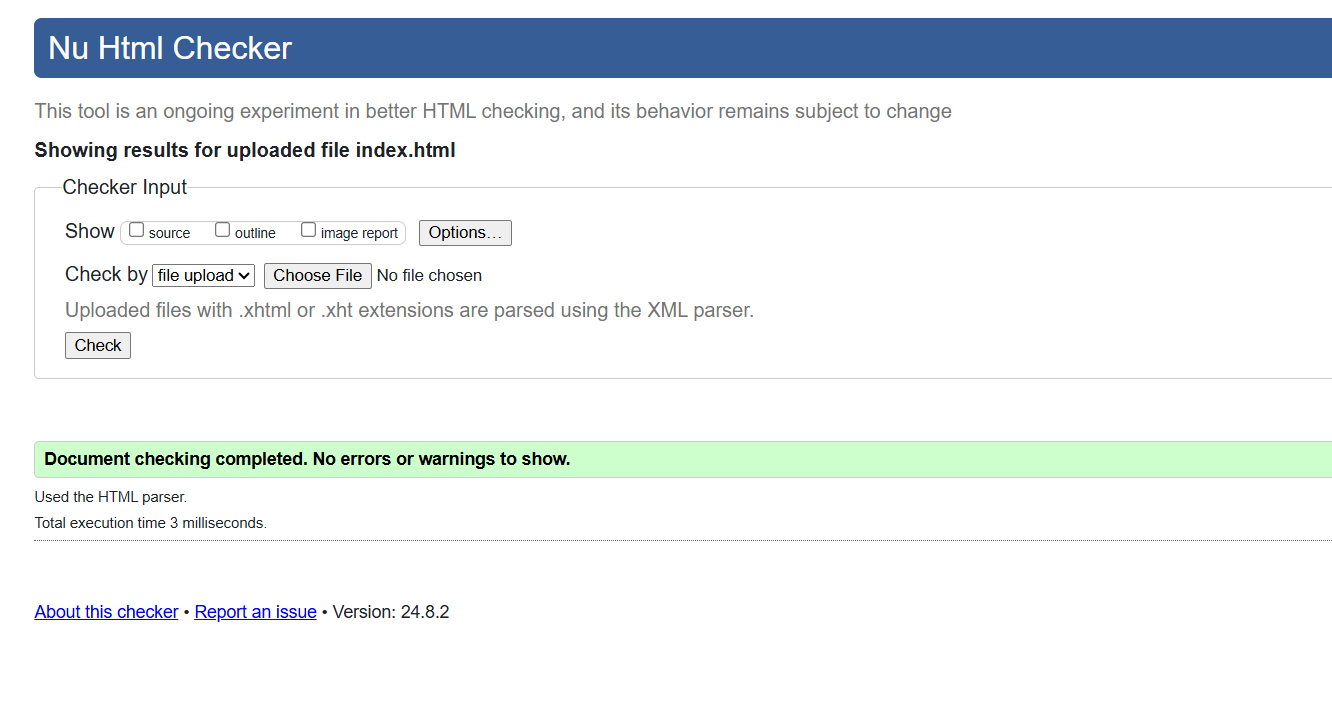 Nu Html Checker
This tool is an ongoing experiment in better HTML checking, and its behavior remains subject to change
Showing results for uploaded file index.html
Checker Input
Show source outline image report Options…
Check by file upload Choose File No file chosen
Uploaded files with .xhtml or .xht extensions are parsed using the XML parser.
Check
Document checking completed. No errors or warnings to show.
Used the HTML parser.
Total execution time 3 milliseconds.
About this checker • Report an issue • Version: 24.8.2